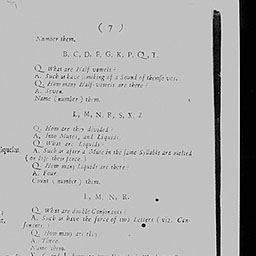 ( 7 )
Number them.
B, C, D, F, G, K, P, Q, T.
Q. What are Half vowels?
A. Such as have something of a Sound of themselves.
Q. How many Half-vowels are there?
A. Seven.
Name (number) them.
L, M, N, R, S, X. Z
Q. How are they divided?
A. Into Mutes, and Liquids.
Q. What are Liquids?
A. Such as after a Mute in the same Syllable are melted
(or lose their force.)
Q. How many Liquids are there?
A. Four.
Count (number) them.
L, M, N, R.
Q. What are double Consonants?
A. Such as have the force of two Letters (viz. Con-
sonants.)
Q. How many are they?
A. Three.
Name them.